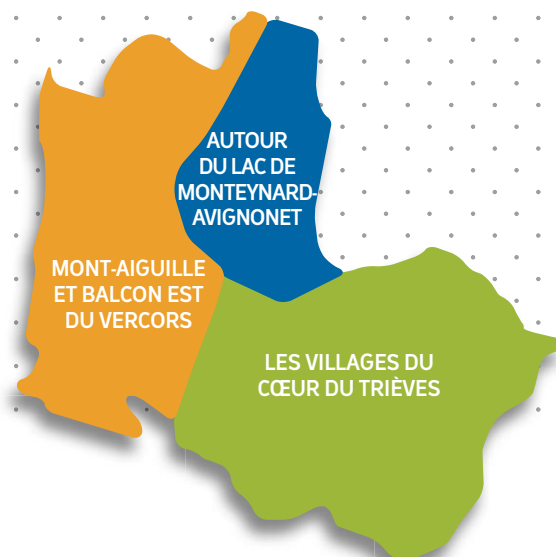 AUTOUR
DU LAC DE
MONTEYNARD-
AVIGNONET
MONT-AIGUILLE
ET BALCON EST
DU VERCORS
LES VILLAGES DU
CŒUR DU TRIÈVES